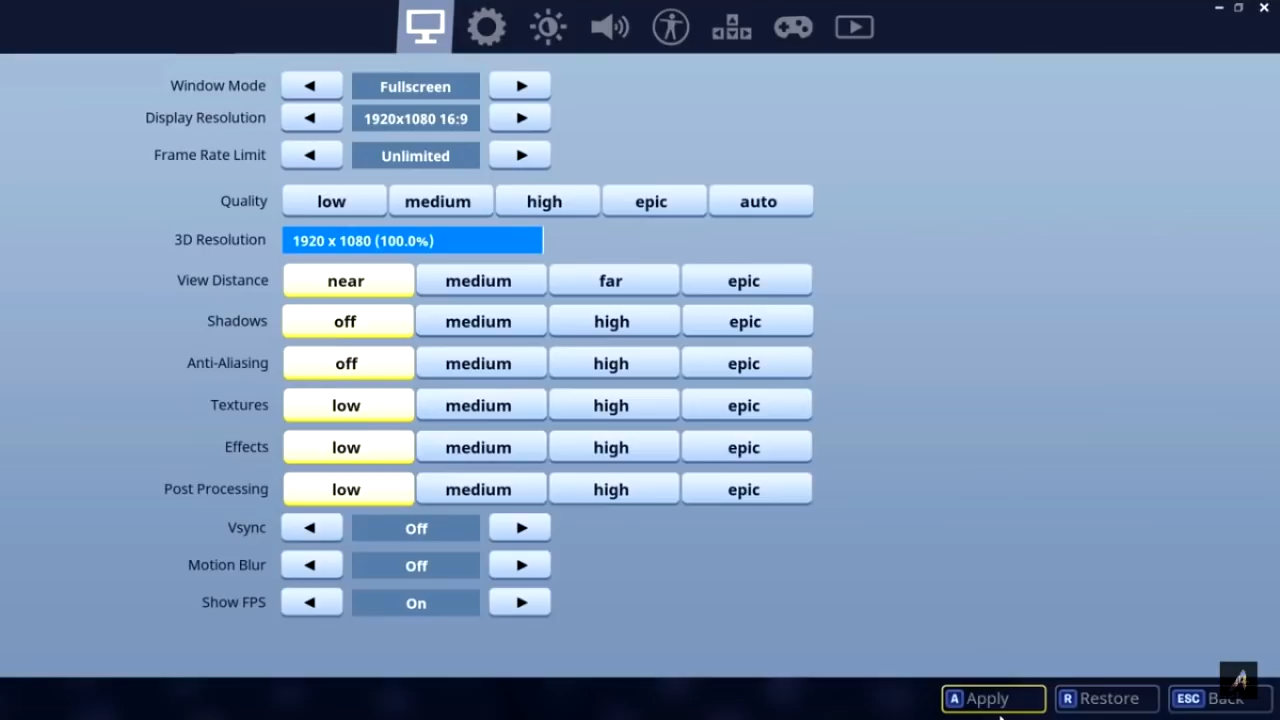 Window Mode ◄ Fullscreen ►
Display Resolution ◄ 1920x1080 16:9 ►
Frame Rate Limit ◄ Unlimited ►
Quality low medium high epic auto
3D Resolution 1920 x 1080 (100.0%)
View Distance near medium far epic
Shadows off medium high epic
Anti-Aliasing off medium high epic
Textures low medium high epic
Effects low medium high epic
Post Processing low medium high epic
Vsync ◄ Off ►
Motion Blur ◄ Off ►
Show FPS ◄ On ►
A Apply R Restore ESC Back